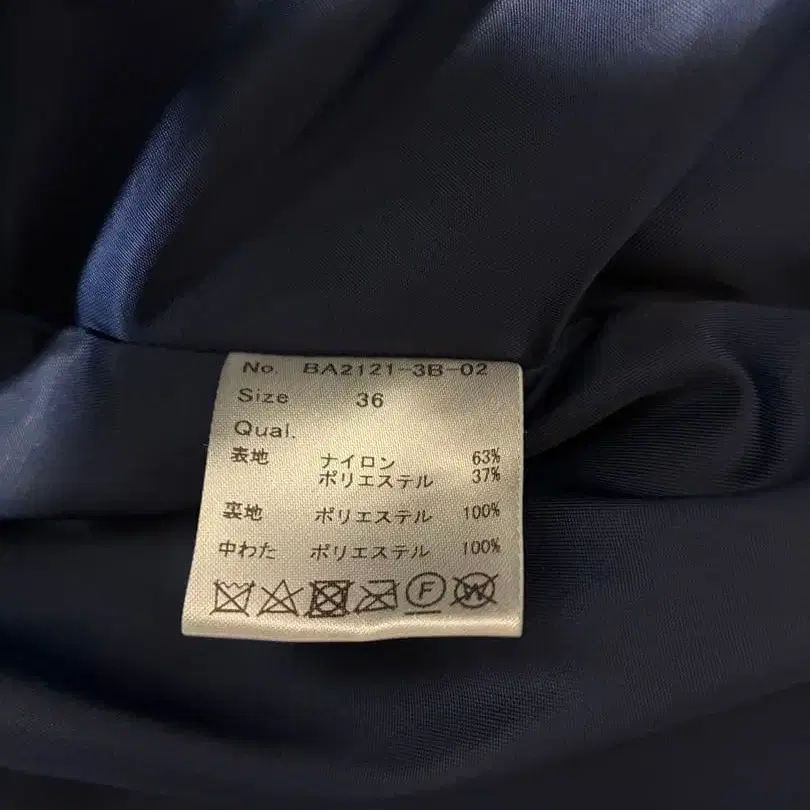 No. BA2121-3B-02
Size 36
Qual.
表地 ナイロン 63%
ポリエステル 37%
裏地 ポリエステル 100%
中わた ポリエステル 100%
F W